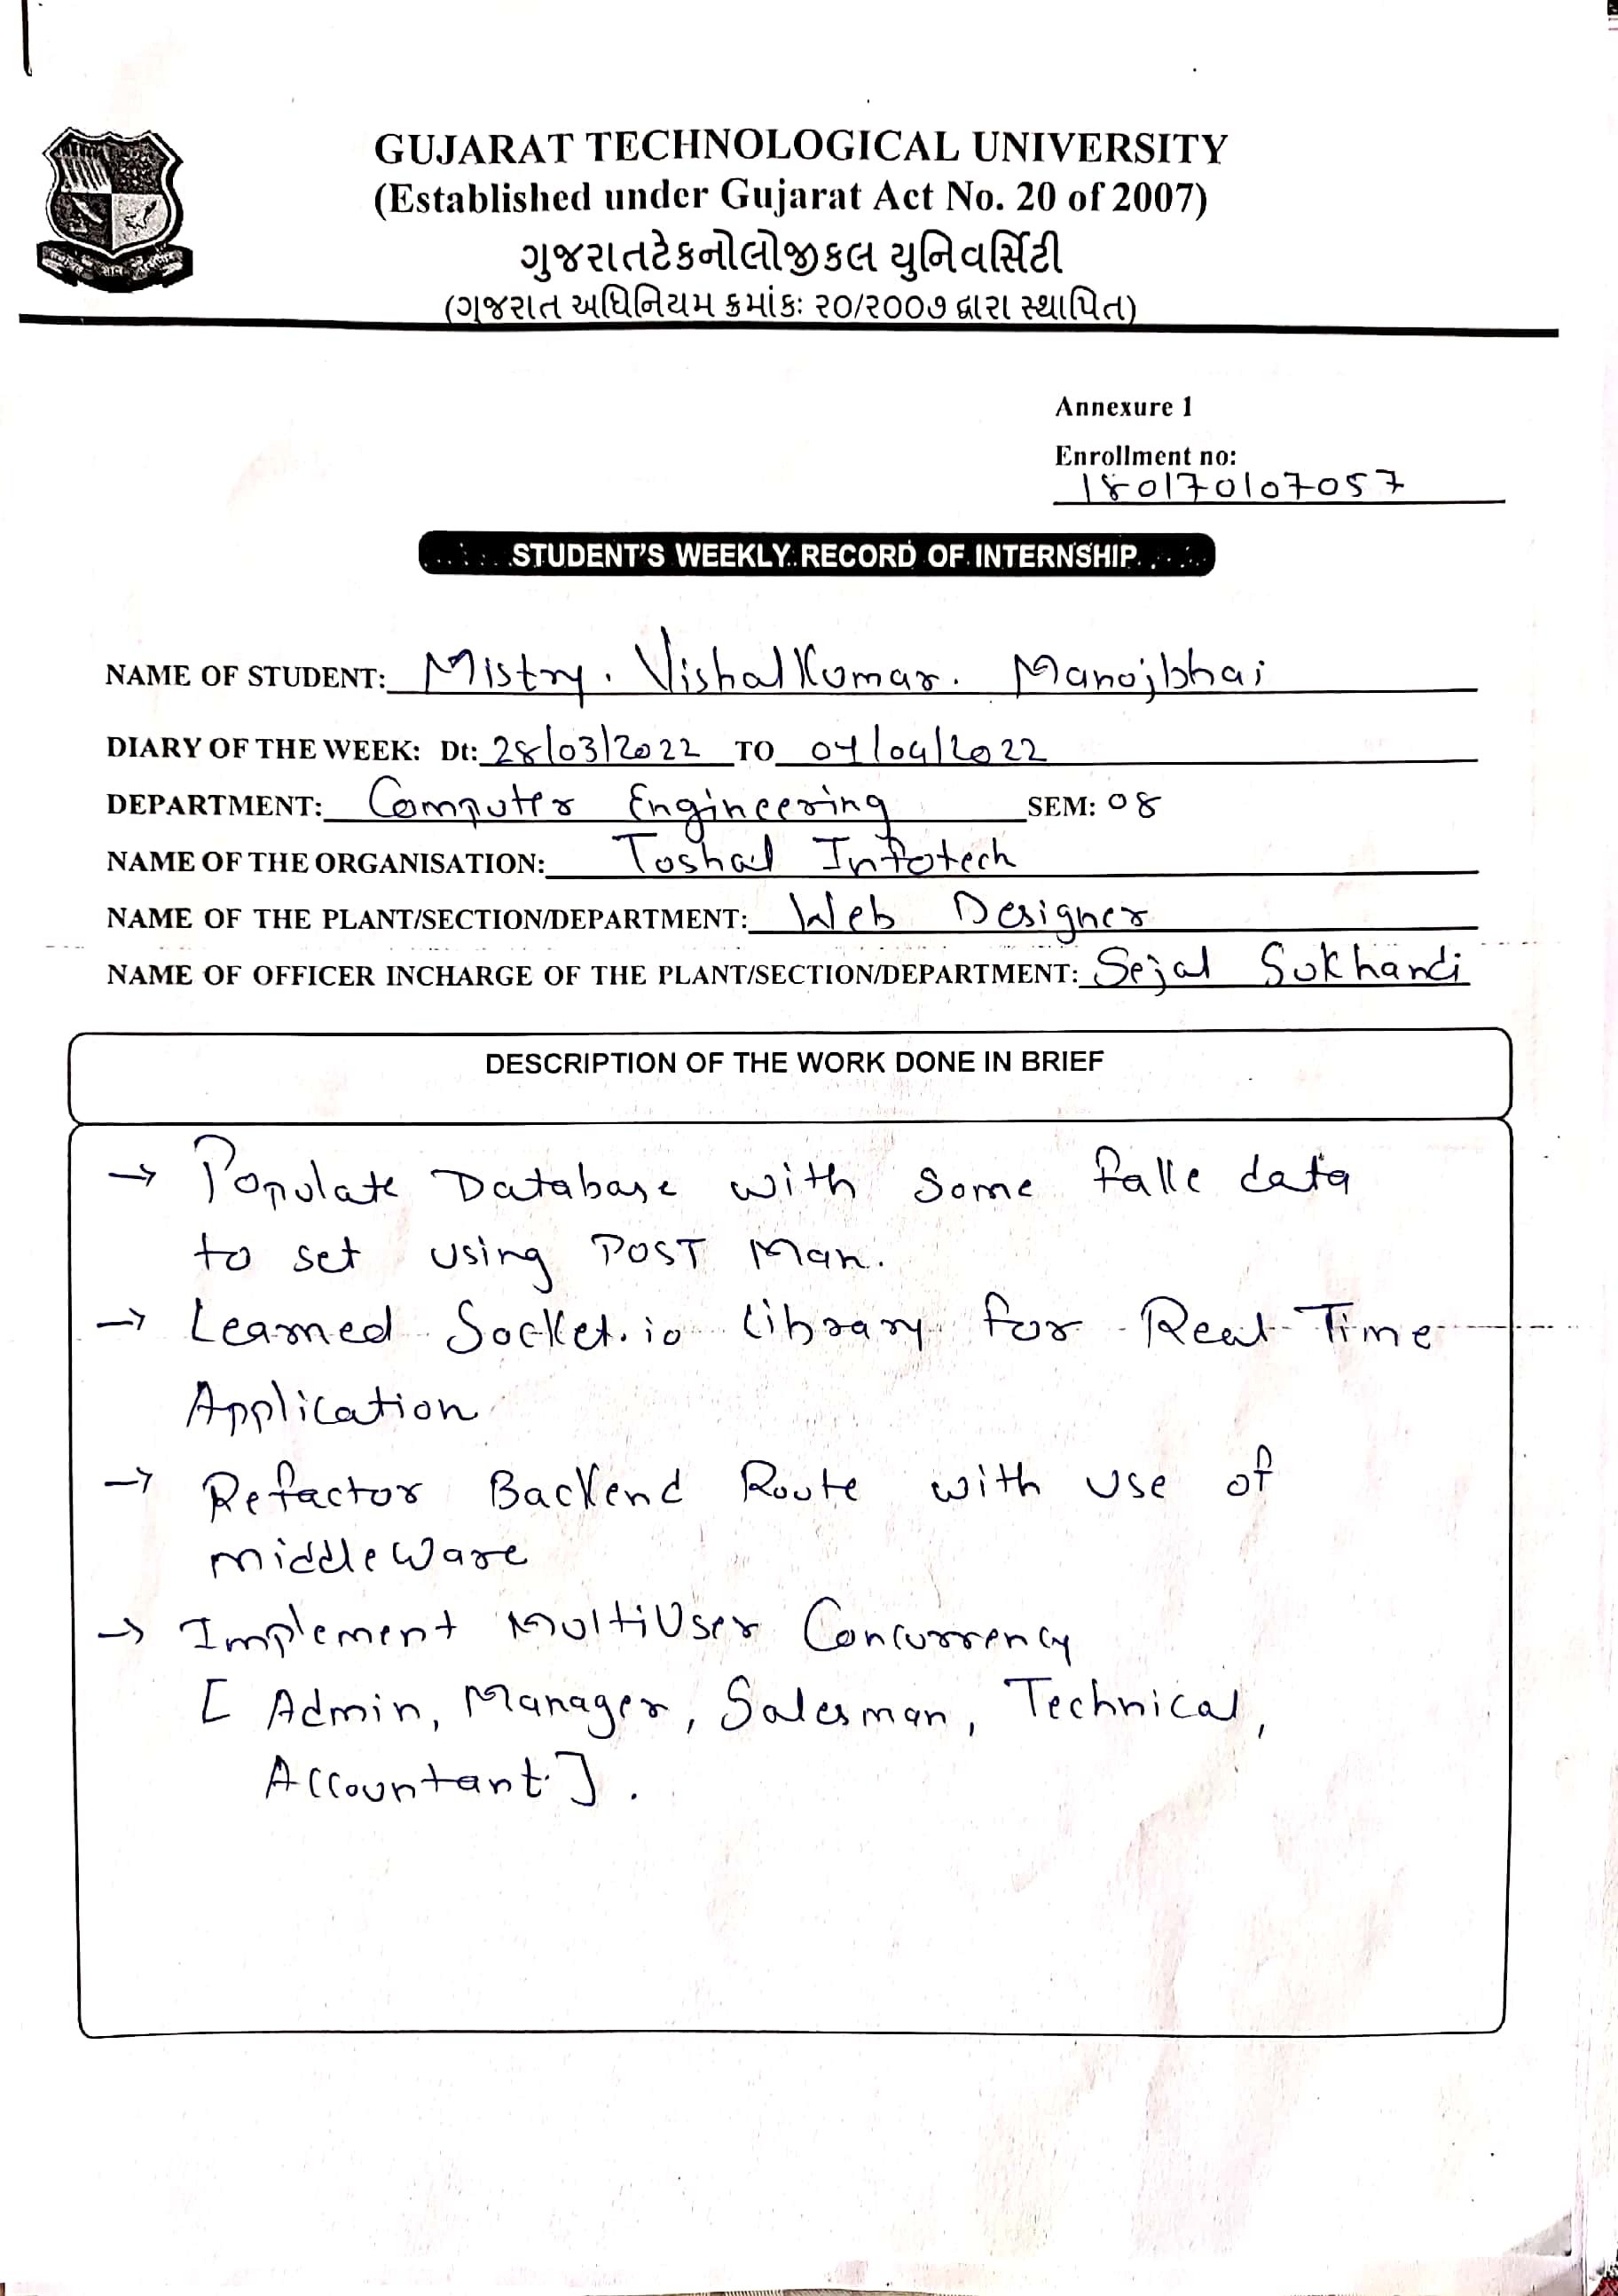 GUJARAT TECHNOLOGICAL UNIVERSITY
(Established under Gujarat Act No. 20 of 2007)
ગુજરાતટેકનોલોજીકલ યુનિવર્સિટી
(ગુજરાત અધિનિયમ ક્રમાંકઃ ૨૦/૨૦૦૭ દ્વારા સ્થાપિત)
Annexure 1
Enrollment no:
180170107057
STUDENT'S WEEKLY RECORD OF INTERNSHIP
NAME OF STUDENT: Mistry. VishalKumar. Manojbhai
DIARY OF THE WEEK: Dt: 28/03/2022 TO 04/04/2022
DEPARTMENT: Computer Engineering SEM: 08
NAME OF THE ORGANISATION: Toshal Infotech
NAME OF THE PLANT/SECTION/DEPARTMENT: Web Designer
NAME OF OFFICER INCHARGE OF THE PLANT/SECTION/DEPARTMENT: Sejal Sukhandi
DESCRIPTION OF THE WORK DONE IN BRIEF
→ Populate Database with some fake data
to set using POST Man.
→ Learned Socket.io library for Real-Time
Application
→ Refactor Backend Route with use of
middleWare
→ Implement MultiUser Concurrency
[ Admin, Manager, Salesman, Technical,
Accountant ].